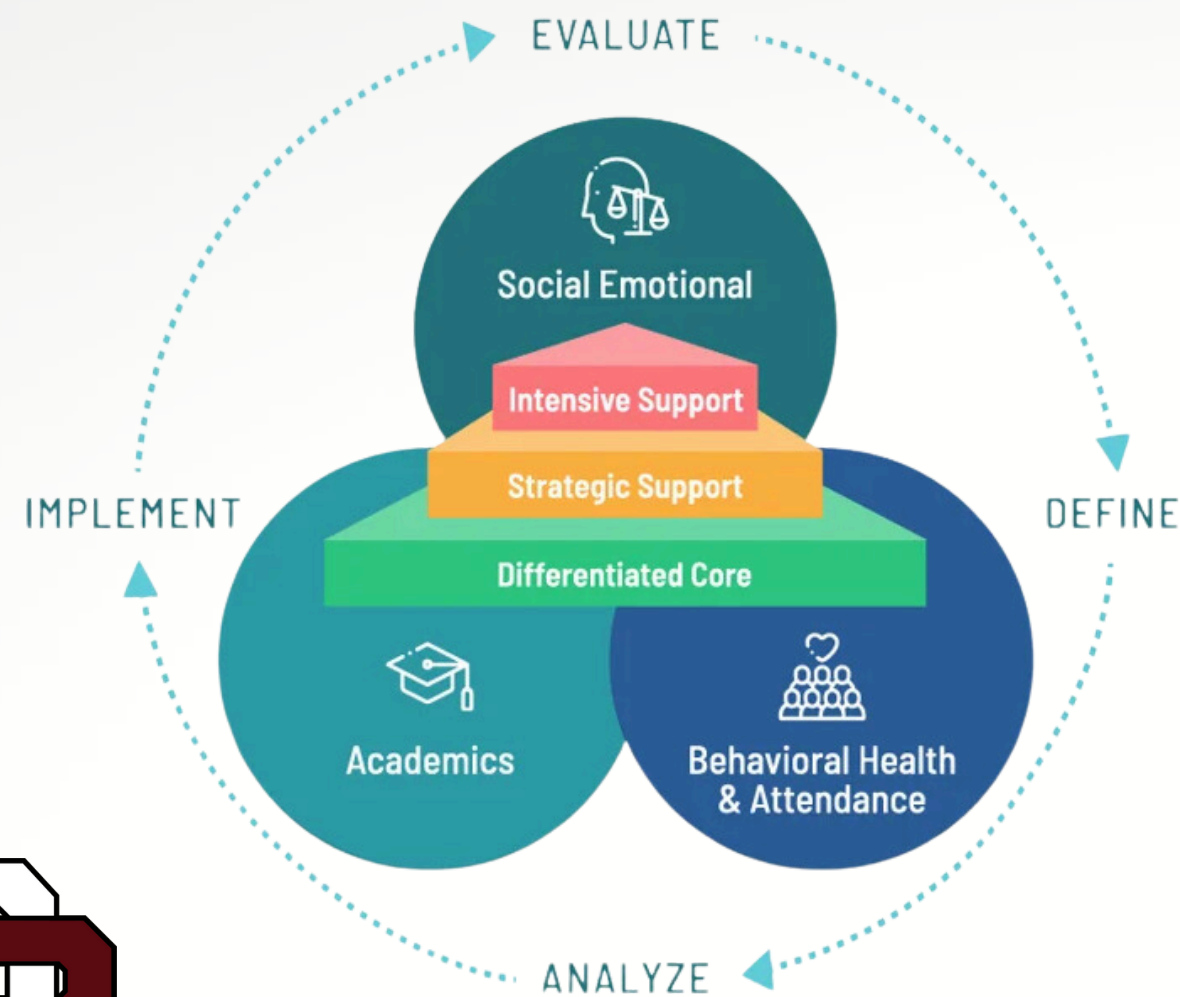 EVALUATE
Social Emotional
Intensive Support
Strategic Support
IMPLEMENT
DEFINE
Differentiated Core
Academics
Behavioral Health
& Attendance
ANALYZE